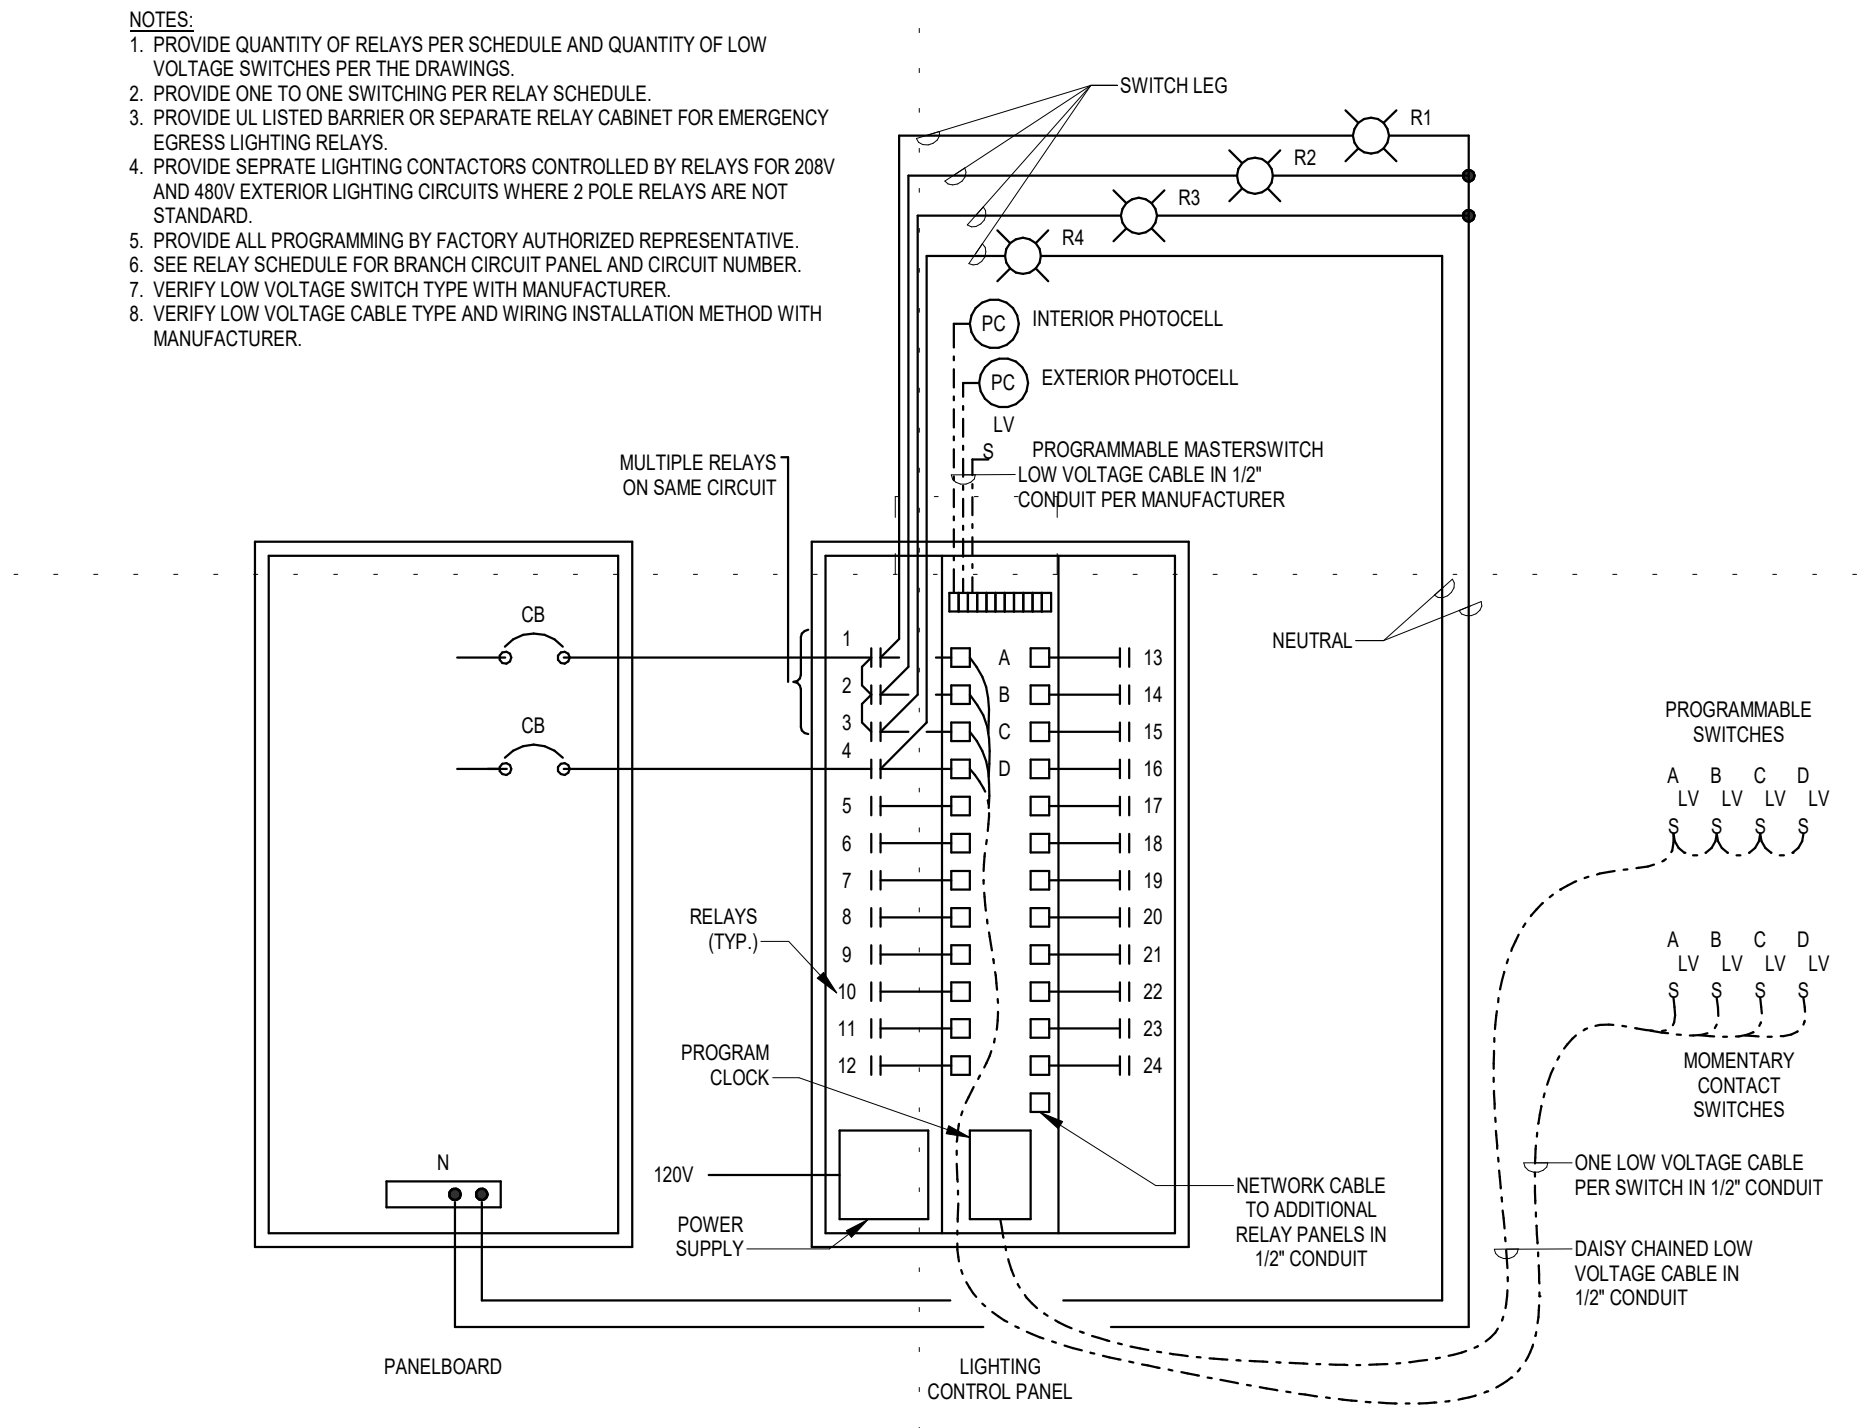 NOTES:
1. PROVIDE QUANTITY OF RELAYS PER SCHEDULE AND QUANTITY OF LOW
VOLTAGE SWITCHES PER THE DRAWINGS.
2. PROVIDE ONE TO ONE SWITCHING PER RELAY SCHEDULE.
3. PROVIDE UL LISTED BARRIER OR SEPARATE RELAY CABINET FOR EMERGENCY
EGRESS LIGHTING RELAYS.
4. PROVIDE SEPRATE LIGHTING CONTACTORS CONTROLLED BY RELAYS FOR 208V
AND 480V EXTERIOR LIGHTING CIRCUITS WHERE 2 POLE RELAYS ARE NOT
STANDARD.
5. PROVIDE ALL PROGRAMMING BY FACTORY AUTHORIZED REPRESENTATIVE.
6. SEE RELAY SCHEDULE FOR BRANCH CIRCUIT PANEL AND CIRCUIT NUMBER.
7. VERIFY LOW VOLTAGE SWITCH TYPE WITH MANUFACTURER.
8. VERIFY LOW VOLTAGE CABLE TYPE AND WIRING INSTALLATION METHOD WITH
MANUFACTURER.
SWITCH LEG
R1
R2
R3
R4
PC INTERIOR PHOTOCELL
PC EXTERIOR PHOTOCELL
LV
S PROGRAMMABLE MASTERSWITCH
LOW VOLTAGE CABLE IN 1/2"
CONDUIT PER MANUFACTURER
MULTIPLE RELAYS
ON SAME CIRCUIT
CB
CB
N
PANELBOARD
1 A 13
2 B 14
3 C 15
4 D 16
5 17
6 18
7 19
8 20
9 21
10 22
11 23
12 24
RELAYS
(TYP.)
PROGRAM
CLOCK
120V
POWER
SUPPLY
NETWORK CABLE
TO ADDITIONAL
RELAY PANELS IN
1/2" CONDUIT
LIGHTING
CONTROL PANEL
NEUTRAL
PROGRAMMABLE
SWITCHES
A B C D
LV LV LV LV
S S S S
A B C D
LV LV LV LV
S S S S
MOMENTARY
CONTACT
SWITCHES
ONE LOW VOLTAGE CABLE
PER SWITCH IN 1/2" CONDUIT
DAISY CHAINED LOW
VOLTAGE CABLE IN
1/2" CONDUIT